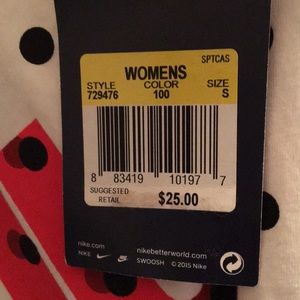 SPTCAS
WOMENS
STYLE COLOR SIZE
729476 100 S
8 83419 10197 7
SUGGESTED
RETAIL $25.00
nike.com nikebetterworld.com
NIKE SWOOSH © 2015 Nike